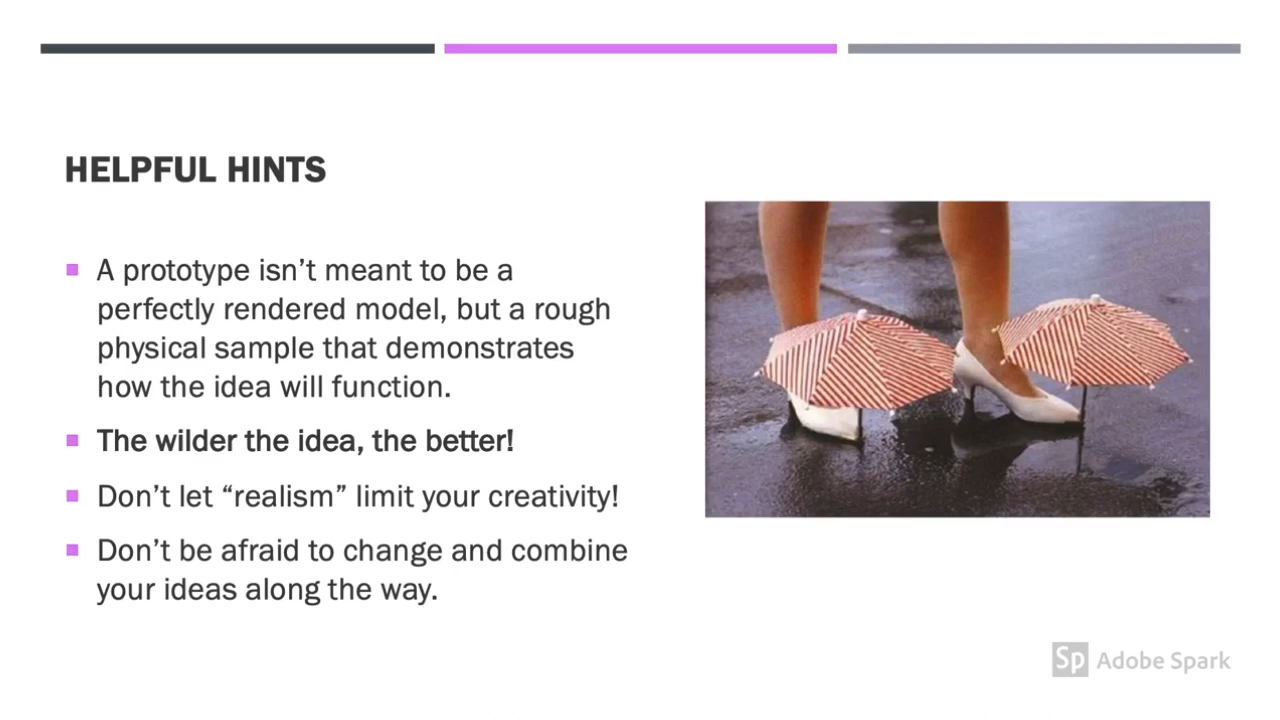 HELPFUL HINTS
A prototype isn’t meant to be a
perfectly rendered model, but a rough
physical sample that demonstrates
how the idea will function.
The wilder the idea, the better!
Don’t let “realism” limit your creativity!
Don’t be afraid to change and combine
your ideas along the way.
Sp Adobe Spark